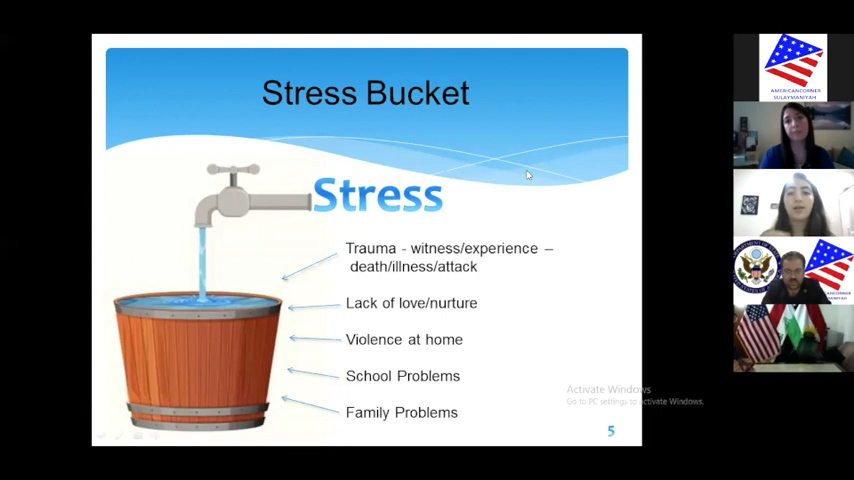 Stress Bucket
Stress
Trauma - witness/experience –
death/illness/attack
Lack of love/nurture
Violence at home
School Problems
Family Problems
5
Activate Windows
Go to PC settings to Activate Windows.
AMERICANCORNER
SULAYMANIYAH